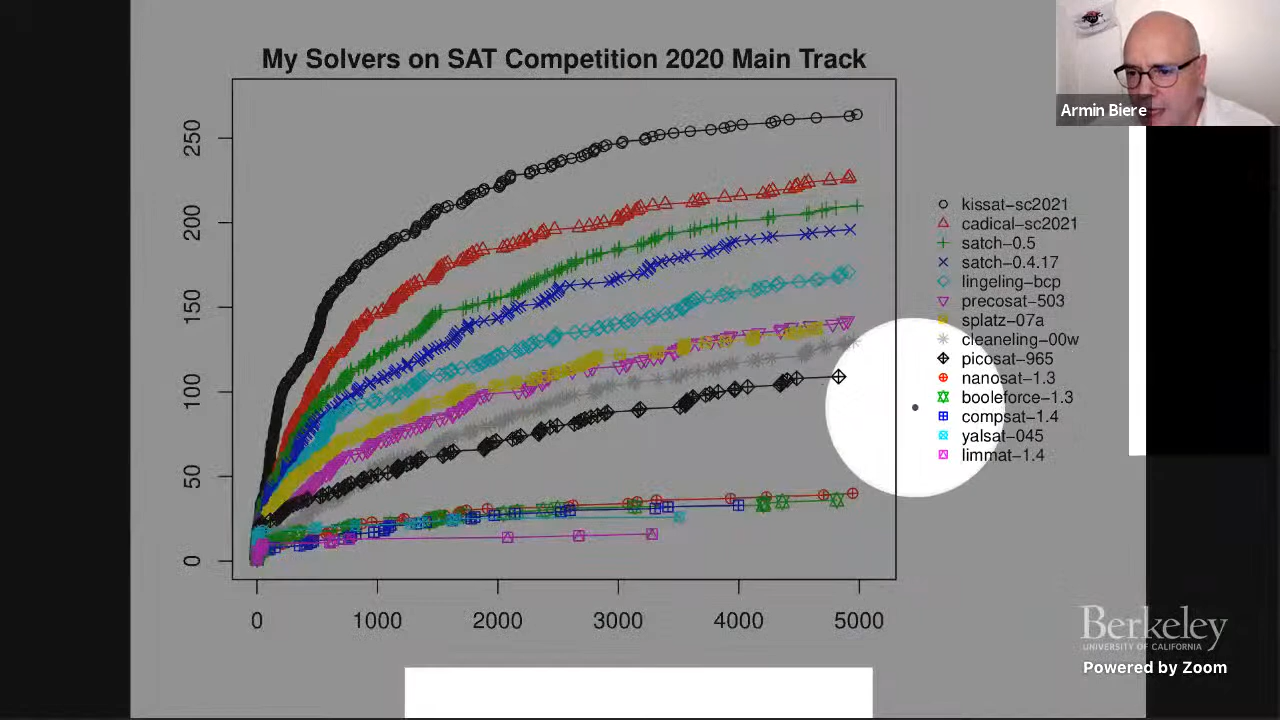 My Solvers on SAT Competition 2020 Main Track
Armin Biere
250
200
150
100
50
0
0 1000 2000 3000 4000 5000
kissat-sc2021
cadical-sc2021
satch-0.5
satch-0.4.17
lingeling-bcp
precosat-503
splatz-07a
cleaneling-00w
picosat-965
nanosat-1.3
booleforce-1.3
compsat-1.4
yalsat-045
limmat-1.4
Berkeley
UNIVERSITY OF CALIFORNIA
Powered by Zoom